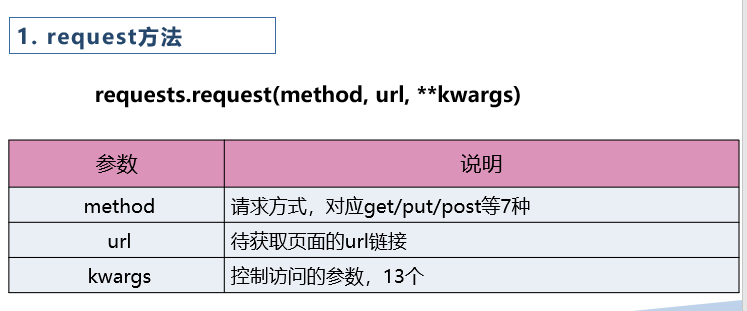 1. request方法
requests.request(method, url, **kwargs)
参数 说明
method 请求方式，对应get/put/post等7种
url 待获取页面的url链接
kwargs 控制访问的参数，13个